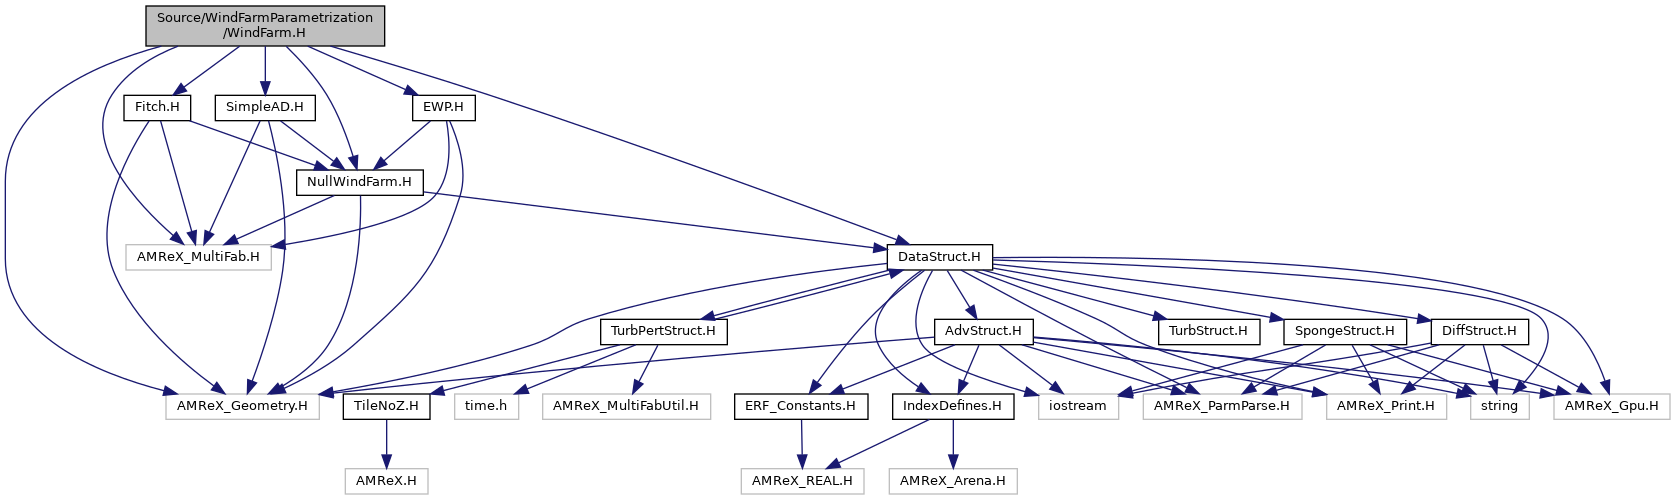 Source/WindFarmParametrization
/WindFarm.H
Fitch.H
SimpleAD.H
EWP.H
NullWindFarm.H
AMReX_MultiFab.H
DataStruct.H
TurbPertStruct.H
AdvStruct.H
TurbStruct.H
SpongeStruct.H
DiffStruct.H
AMReX_Geometry.H
TileNoZ.H
time.h
AMReX_MultiFabUtil.H
ERF_Constants.H
IndexDefines.H
iostream
AMReX_ParmParse.H
AMReX_Print.H
string
AMReX_Gpu.H
AMReX.H
AMReX_REAL.H
AMReX_Arena.H